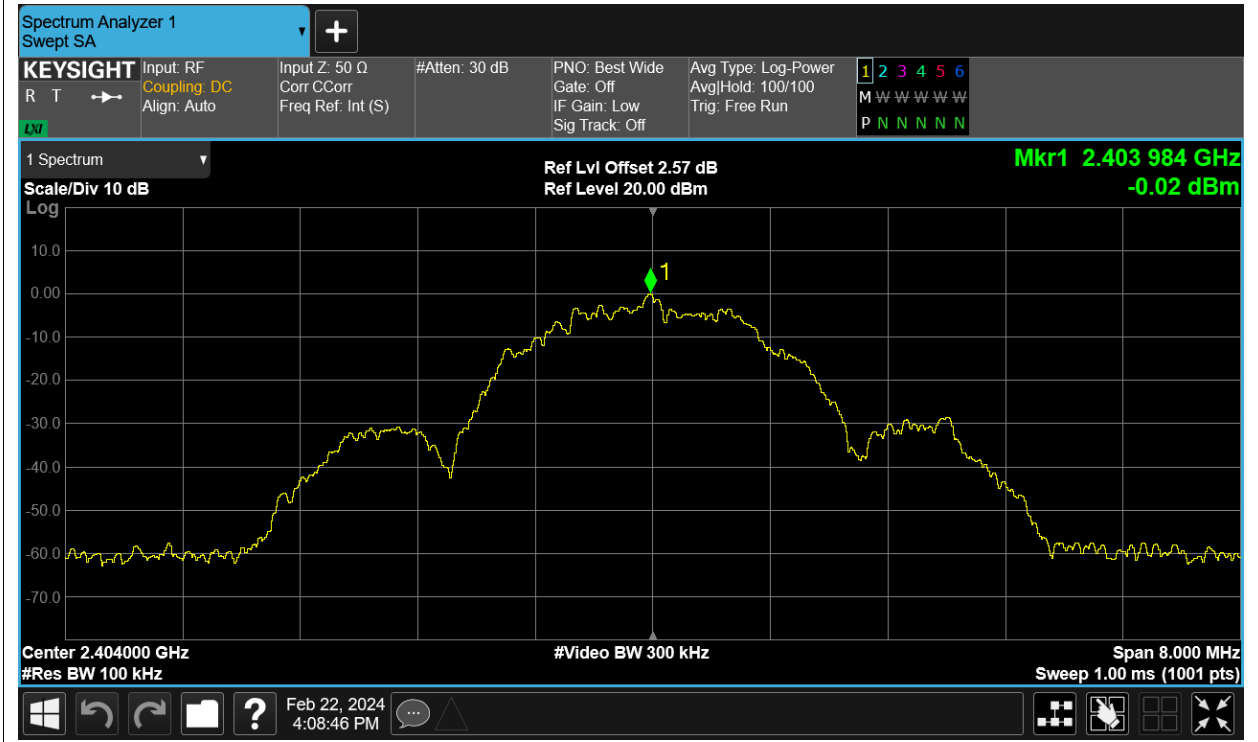 Spectrum Analyzer 1
Swept SA
+
KEYSIGHT
R T
LXI
Input: RF
Coupling: DC
Align: Auto
Input Z: 50 Ω
Corr CCorr
Freq Ref: Int (S)
#Atten: 30 dB
PNO: Best Wide
Gate: Off
IF Gain: Low
Sig Track: Off
Avg Type: Log-Power
Avg|Hold: 100/100
Trig: Free Run
1 2 3 4 5 6
M W W W W W
P N N N N N
1 Spectrum
Scale/Div 10 dB
Log
Ref Lvl Offset 2.57 dB
Ref Level 20.00 dBm
Mkr1 2.403 984 GHz
-0.02 dBm
1
10.0
0.00
-10.0
-20.0
-30.0
-40.0
-50.0
-60.0
-70.0
Center 2.404000 GHz
#Res BW 100 kHz
#Video BW 300 kHz
Span 8.000 MHz
Sweep 1.00 ms (1001 pts)
?
Feb 22, 2024
4:08:46 PM